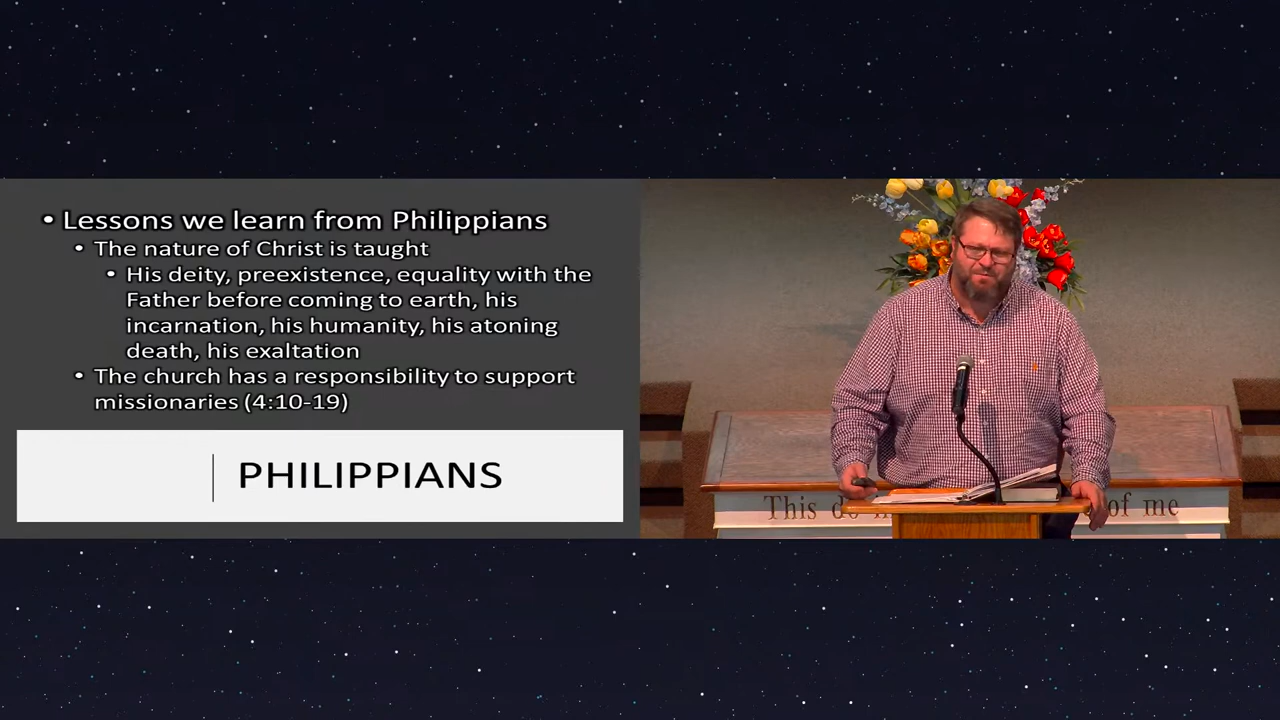 • Lessons we learn from Philippians
• The nature of Christ is taught
• His deity, preexistence, equality with the
Father before coming to earth, his
incarnation, his humanity, his atoning
death, his exaltation
• The church has a responsibility to support
missionaries (4:10-19)
PHILIPPIANS
This do of me